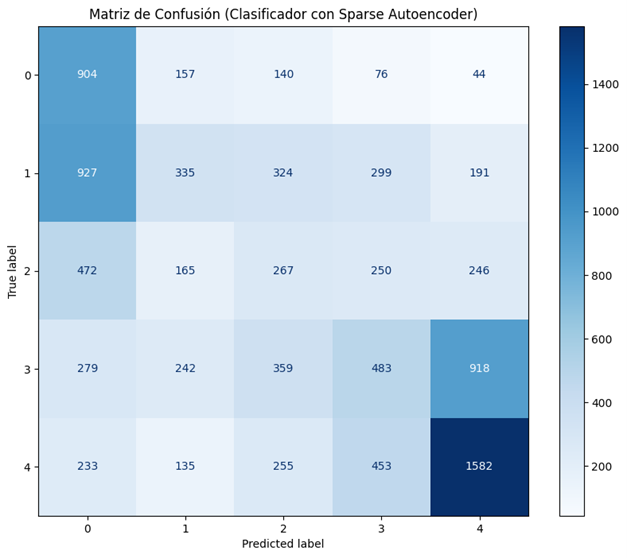 Matriz de Confusión (Clasificador con Sparse Autoencoder)
0 904 157 140 76 44
1 927 335 324 299 191
2 472 165 267 250 246
3 279 242 359 483 918
4 233 135 255 453 1582
0 1 2 3 4
Predicted label
True label
1400
1200
1000
800
600
400
200